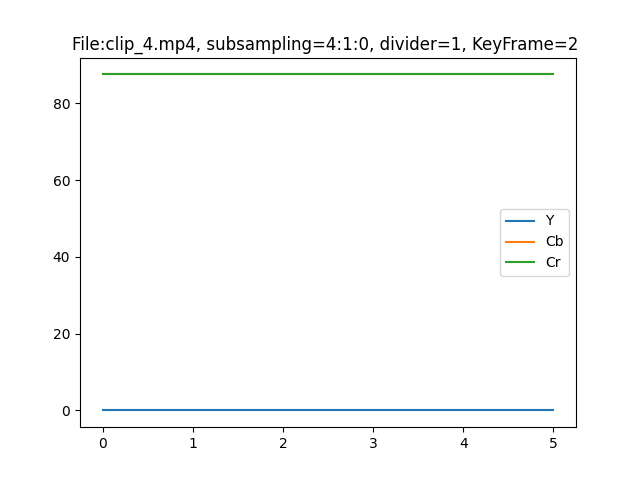 File:clip_4.mp4, subsampling=4:1:0, divider=1, KeyFrame=2
80
60
40
20
0
Y
Cb
Cr
0 1 2 3 4 5